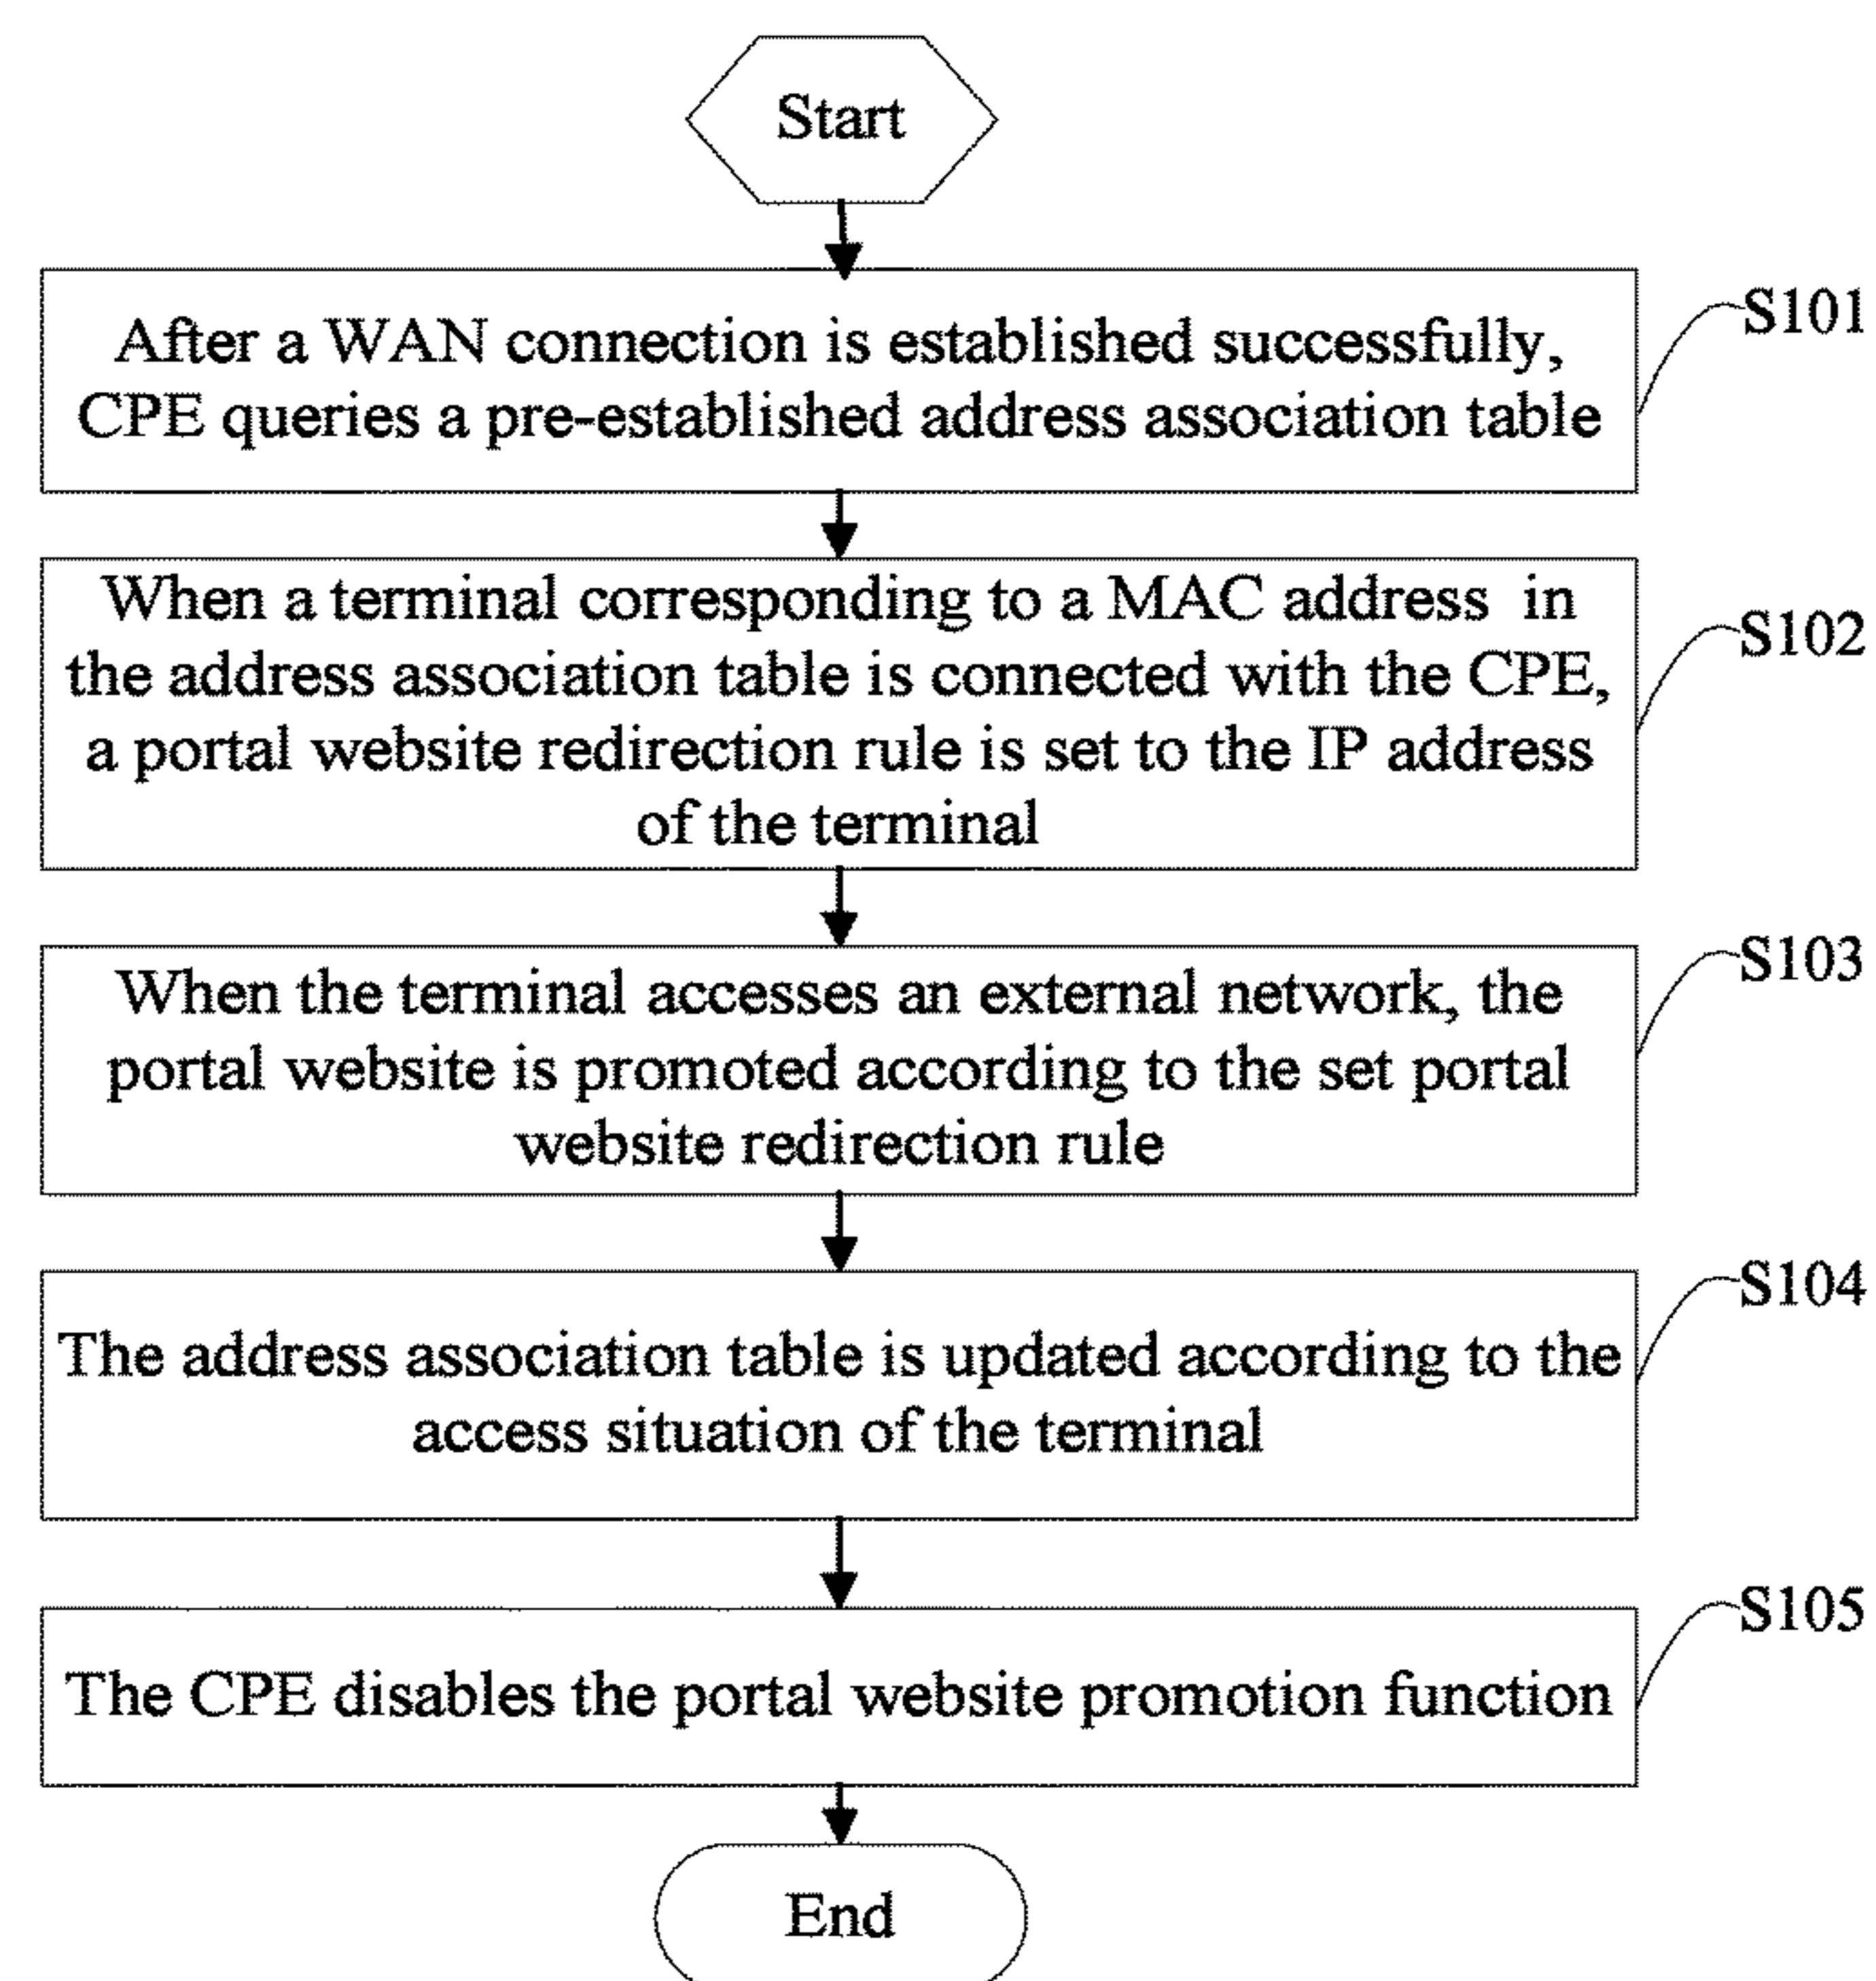 Start
After a WAN connection is established successfully,
CPE queries a pre-established address association table
S101
When a terminal corresponding to a MAC address in
the address association table is connected with the CPE,
a portal website redirection rule is set to the IP address
of the terminal
S102
When the terminal accesses an external network, the
portal website is promoted according to the set portal
website redirection rule
S103
The address association table is updated according to the
access situation of the terminal
S104
The CPE disables the portal website promotion function
S105
End